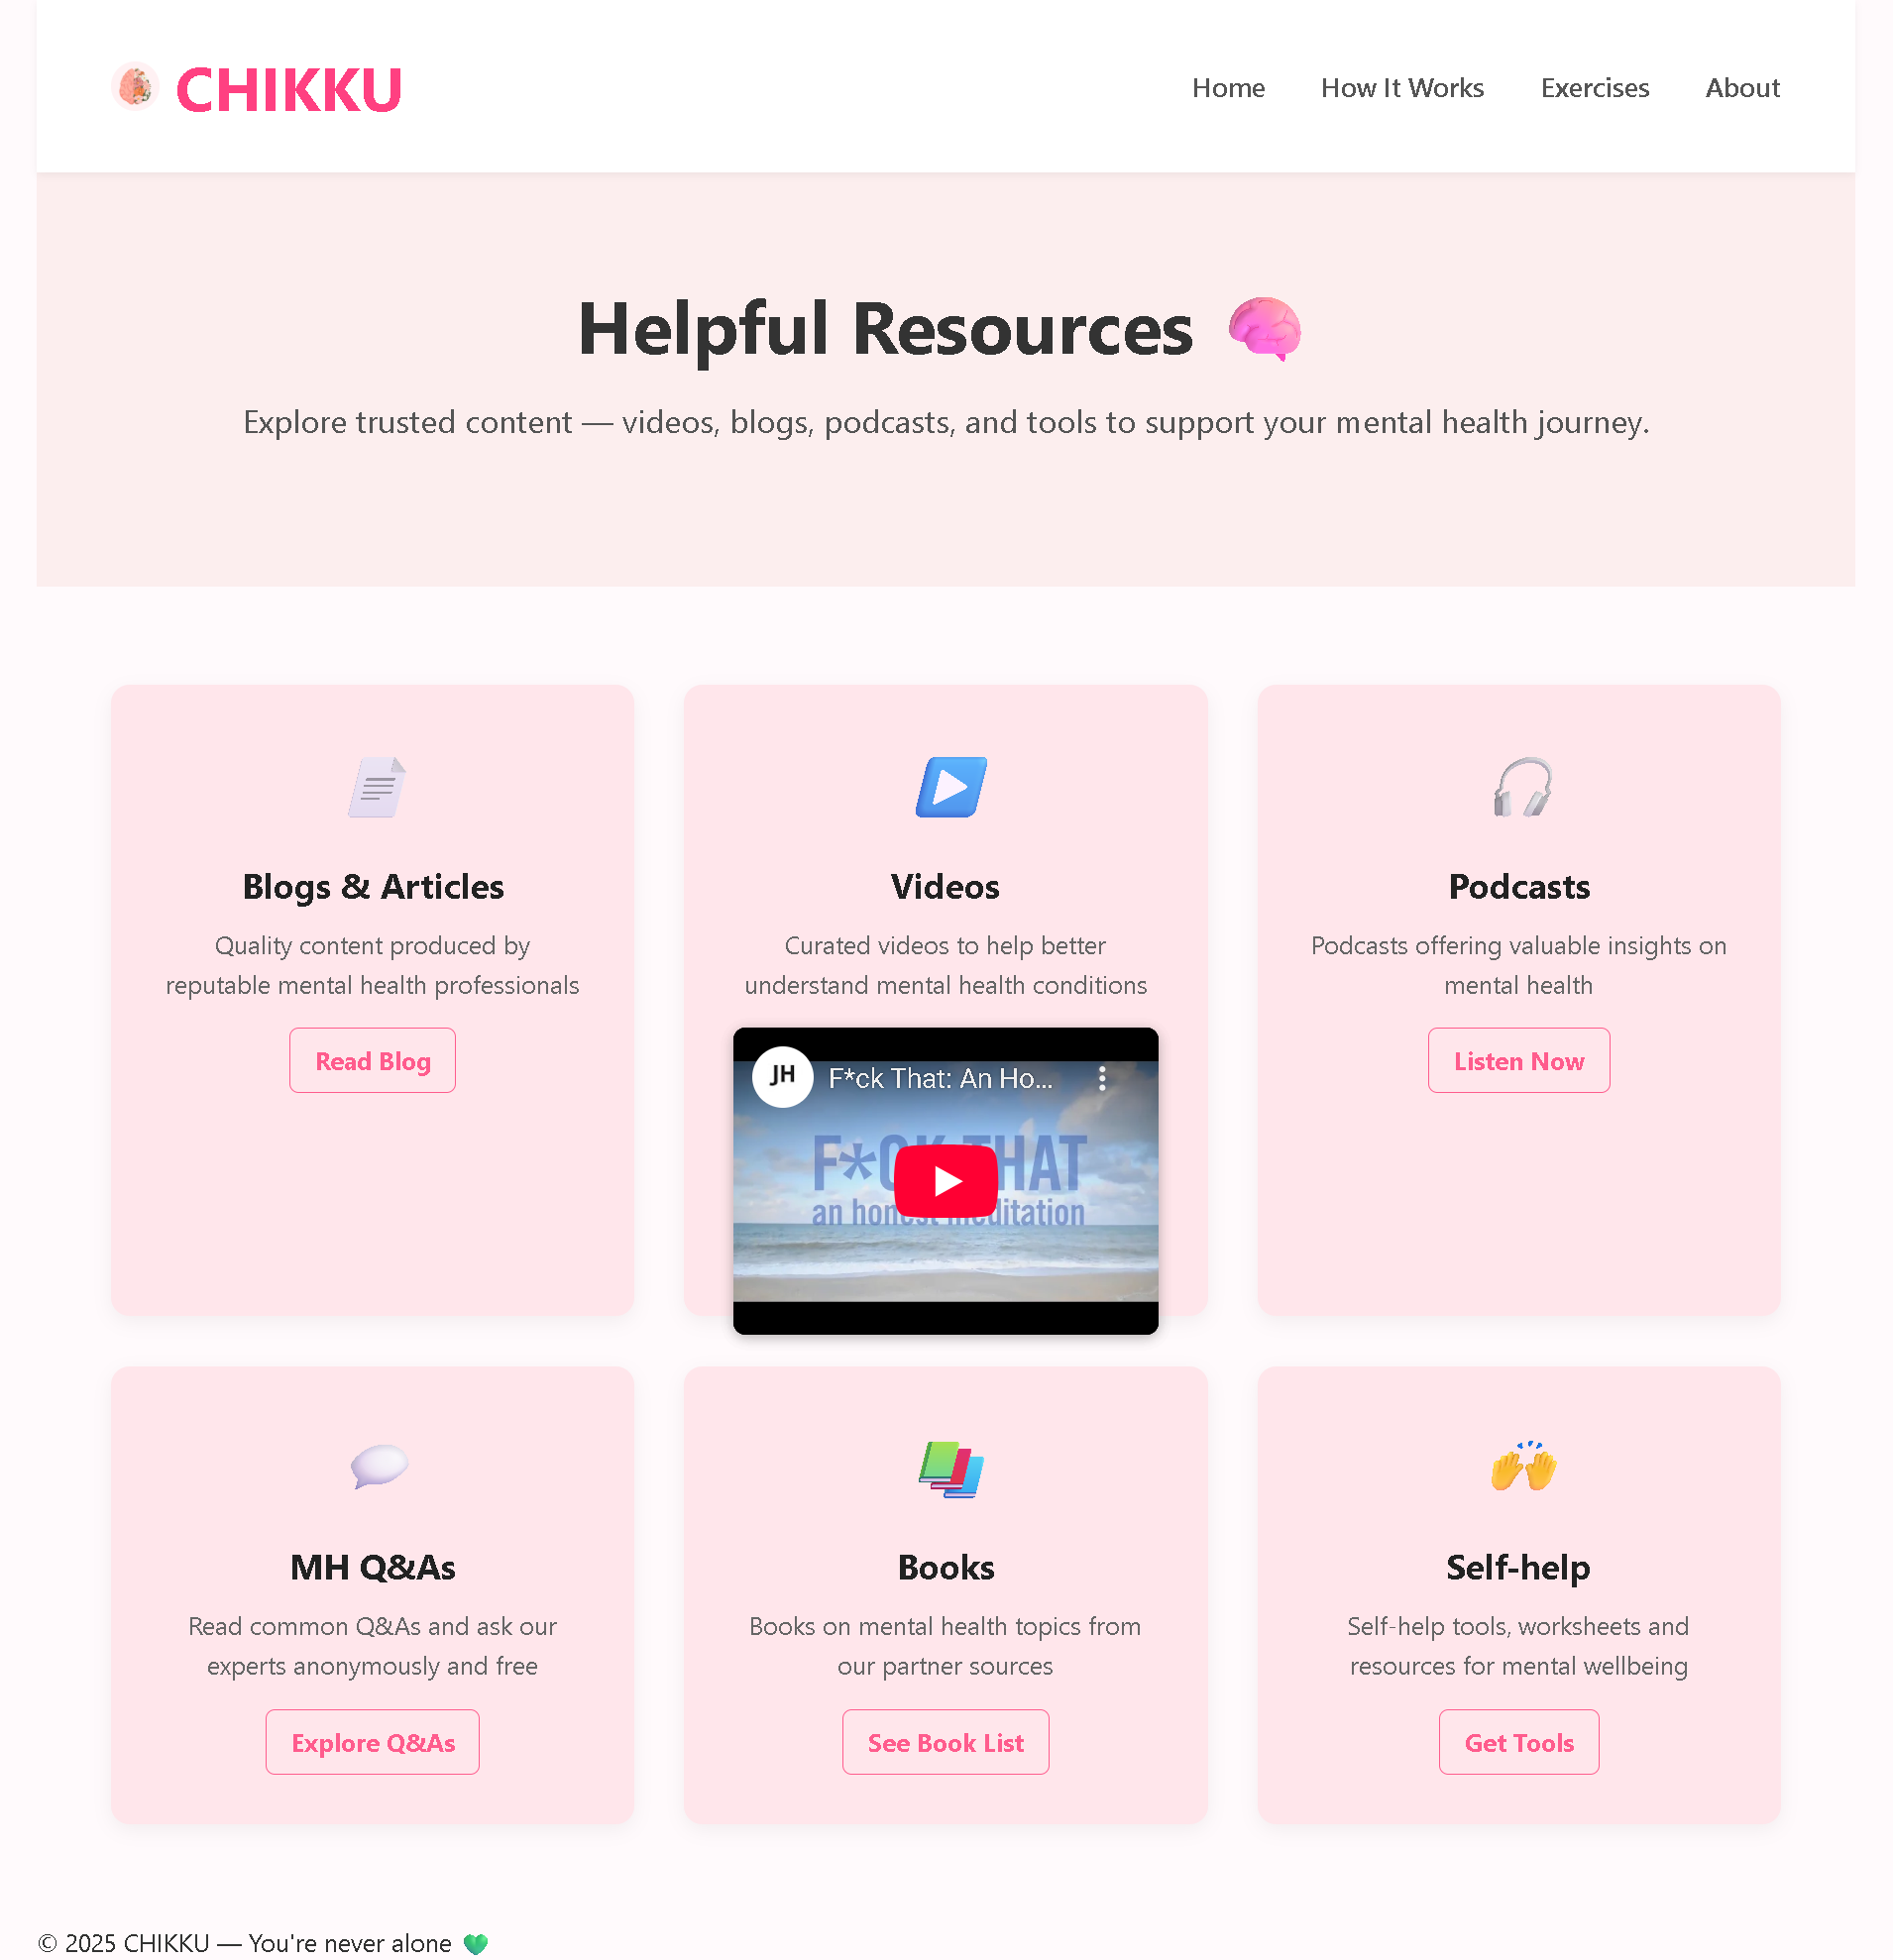 CHIKKU
Home How It Works Exercises About
Helpful Resources
Explore trusted content — videos, blogs, podcasts, and tools to support your mental health journey.
Blogs & Articles
Quality content produced by
reputable mental health professionals
Read Blog
Videos
Curated videos to help better
understand mental health conditions
JH F*ck That: An Ho...
F*CK THAT
an honest meditation
Podcasts
Podcasts offering valuable insights on
mental health
Listen Now
MH Q&As
Read common Q&As and ask our
experts anonymously and free
Explore Q&As
Books
Books on mental health topics from
our partner sources
See Book List
Self-help
Self-help tools, worksheets and
resources for mental wellbeing
Get Tools
© 2025 CHIKKU — You're never alone 💚